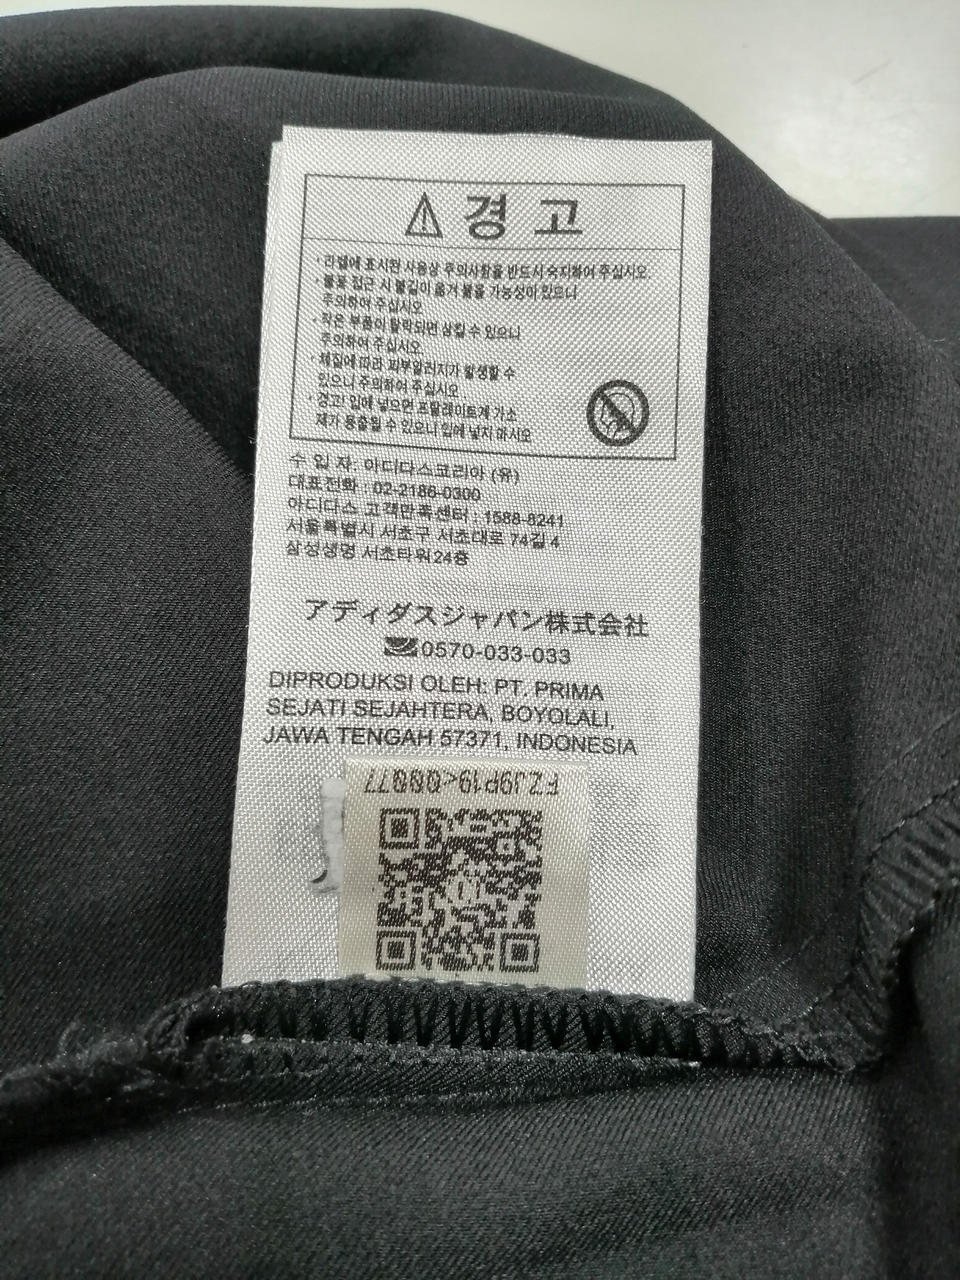 경 고
· 라벨에 표시된 사용상 주의사항을 반드시 숙지하여 주십시오.
· 불꽃 접근 시 불길이 옮겨 붙을 가능성이 있으니
주의하여 주십시오
· 작은 부품이 탈락되면 삼킬 수 있으니
주의하여 주십시오
· 체질에 따라 피부알러지가 발생할 수
있으니 주의하여 주십시오
· 경고! 입에 넣으면 프탈레이트계 가소
제가 용출될 수 있으니 입에 넣지 마시오
수 입 자: 아디다스코리아 (유)
대표전화 : 02-2186-0300
아디다스 고객만족센터 : 1588-8241
서울특별시 서초구 서초대로 74길 4
삼성생명 서초타워24층
アディダスジャパン株式会社
0570-033-033
DIPRODUKSI OLEH: PT. PRIMA
SEJATI SEJAHTERA, BOYOLALI,
JAWA TENGAH 57371, INDONESIA
FZJ9P19<00077